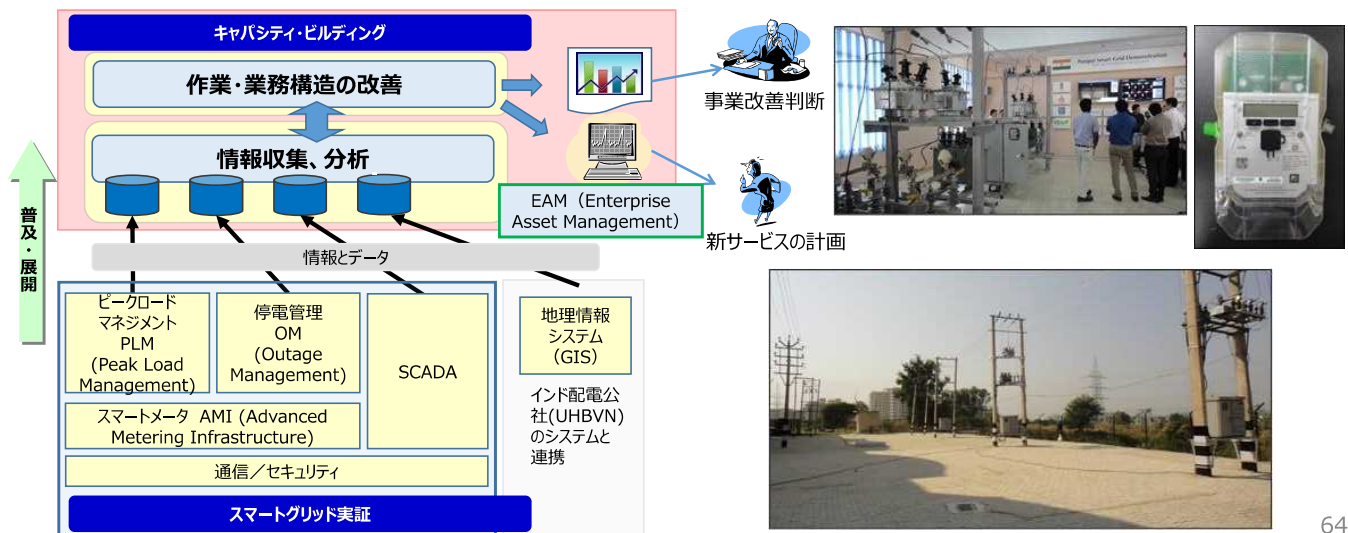 キャパシティ・ビルディング
作業・業務構造の改善
情報収集、分析
事業改善判断
EAM（Enterprise
Asset Management）
新サービスの計画
普及・展開
情報とデータ
ピークロード
マネジメント
PLM
(Peak Load
Management)
停電管理
OM
(Outage
Management)
SCADA
地理情報
システム
（GIS）
スマートメータ AMI (Advanced
Metering Infrastructure)
インド配電公
社(UHBVN)
のシステムと
連携
通信／セキュリティ
スマートグリッド実証
Panipat Smart Grid Demonstration
64